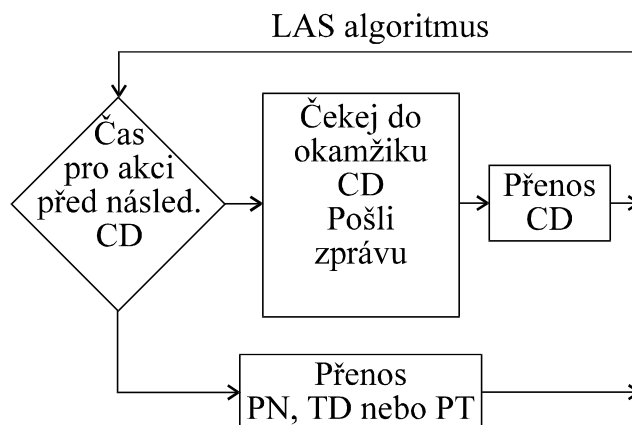 LAS algoritmus
Čas
pro akci
před násled.
CD
Čekej do
okamžiku
CD
Pošli
zprávu
Přenos
CD
Přenos
PN, TD nebo PT